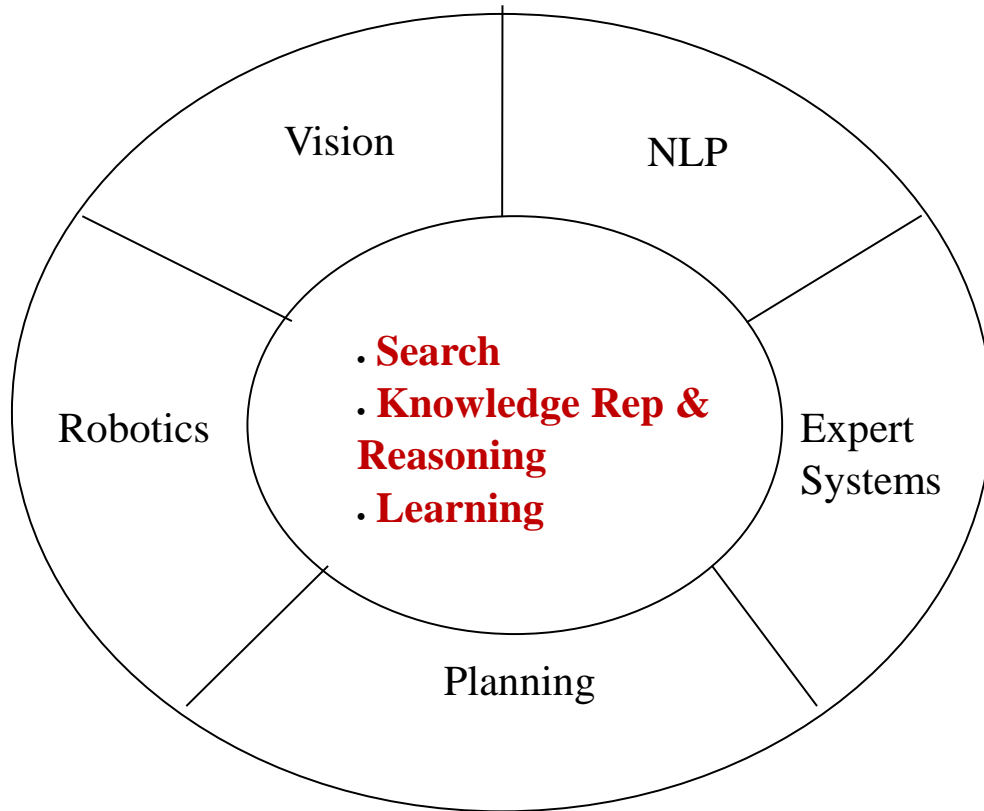 Vision
NLP
. Search
. Knowledge Rep &
Reasoning
. Learning
Robotics
Expert
Systems
Planning